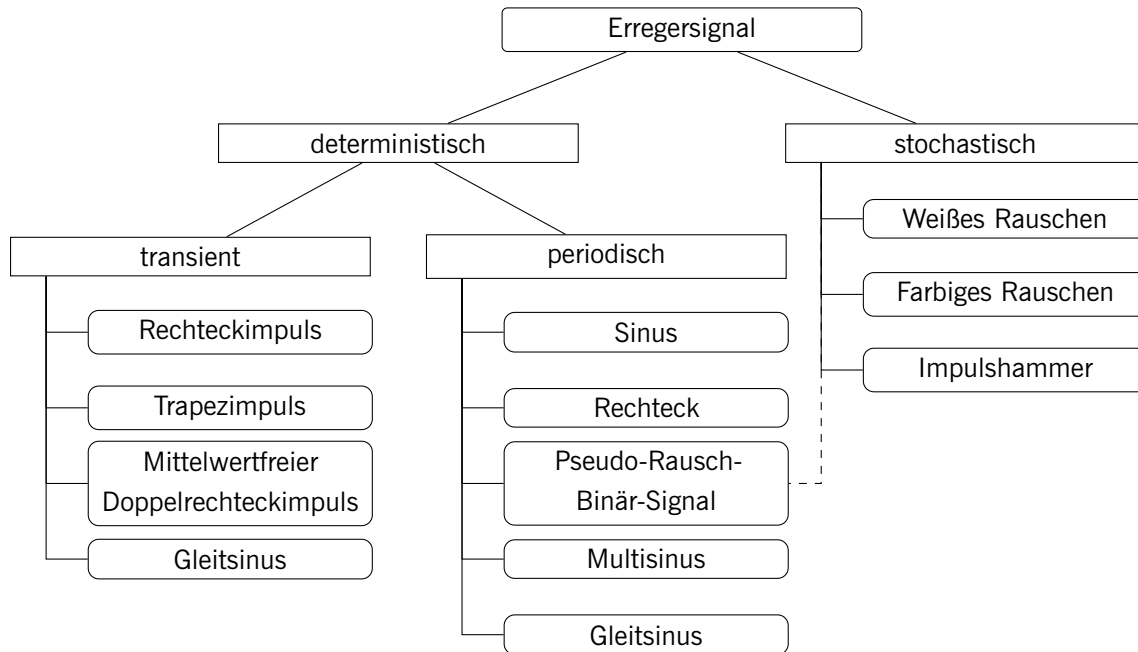 Erregersignal
deterministisch
stochastisch
transient
periodisch
Rechteckimpuls
Trapezimpuls
Mittelwertfreier
Doppelrechteckimpuls
Gleitsinus
Sinus
Rechteck
Pseudo-Rausch-
Binär-Signal
Multisinus
Gleitsinus
Weißes Rauschen
Farbiges Rauschen
Impulshammer